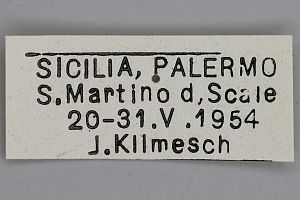 SICILIA, PALERMO
S.Martino d, Scale
20-31.V.1954
J.Klimesch